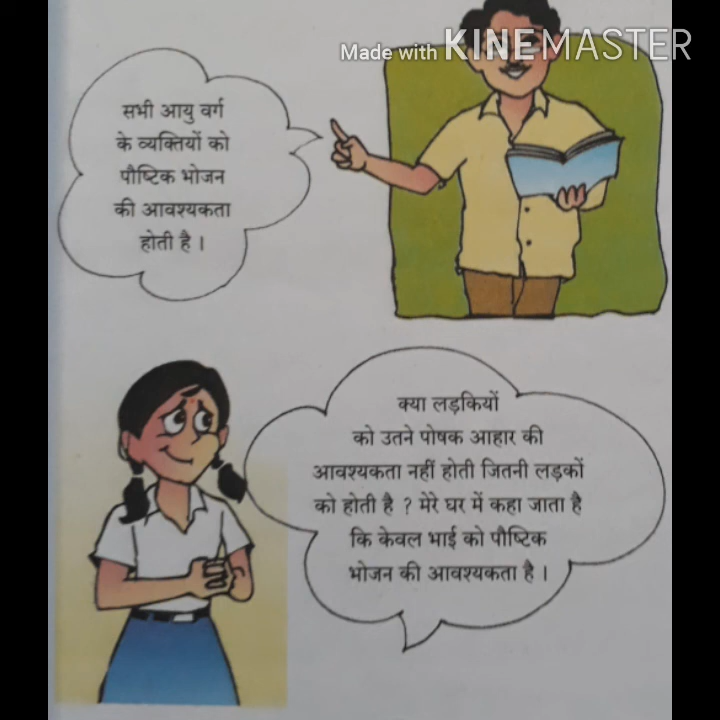 Made with KINEMASTER
सभी आयु वर्ग
के व्यक्तियों को
पौष्टिक भोजन
की आवश्यकता
होती है ।
क्या लड़कियों
को उतने पोषक आहार की
आवश्यकता नहीं होती जितनी लड़कों
को होती है ? मेरे घर में कहा जाता है
कि केवल भाई को पौष्टिक
भोजन की आवश्यकता है ।